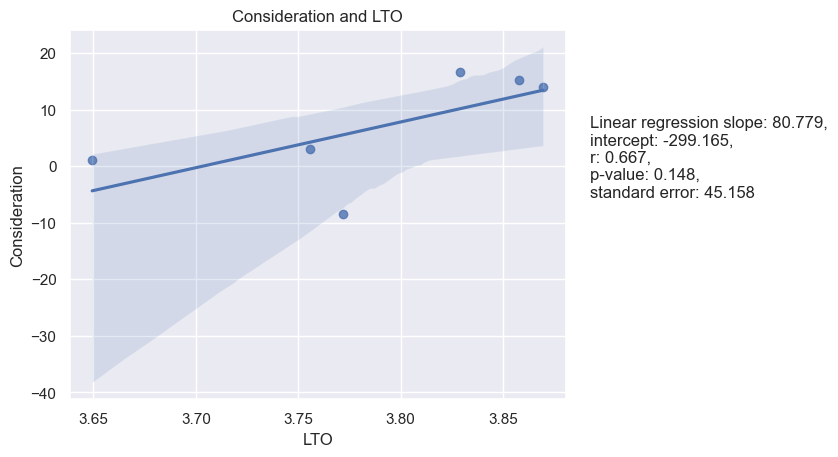 Consideration and LTO
20
10
0
−10
−20
−30
−40
Consideration
3.65
3.70
3.75
3.80
3.85
LTO
Linear regression slope: 80.779,
intercept: -299.165,
r: 0.667,
p-value: 0.148,
standard error: 45.158